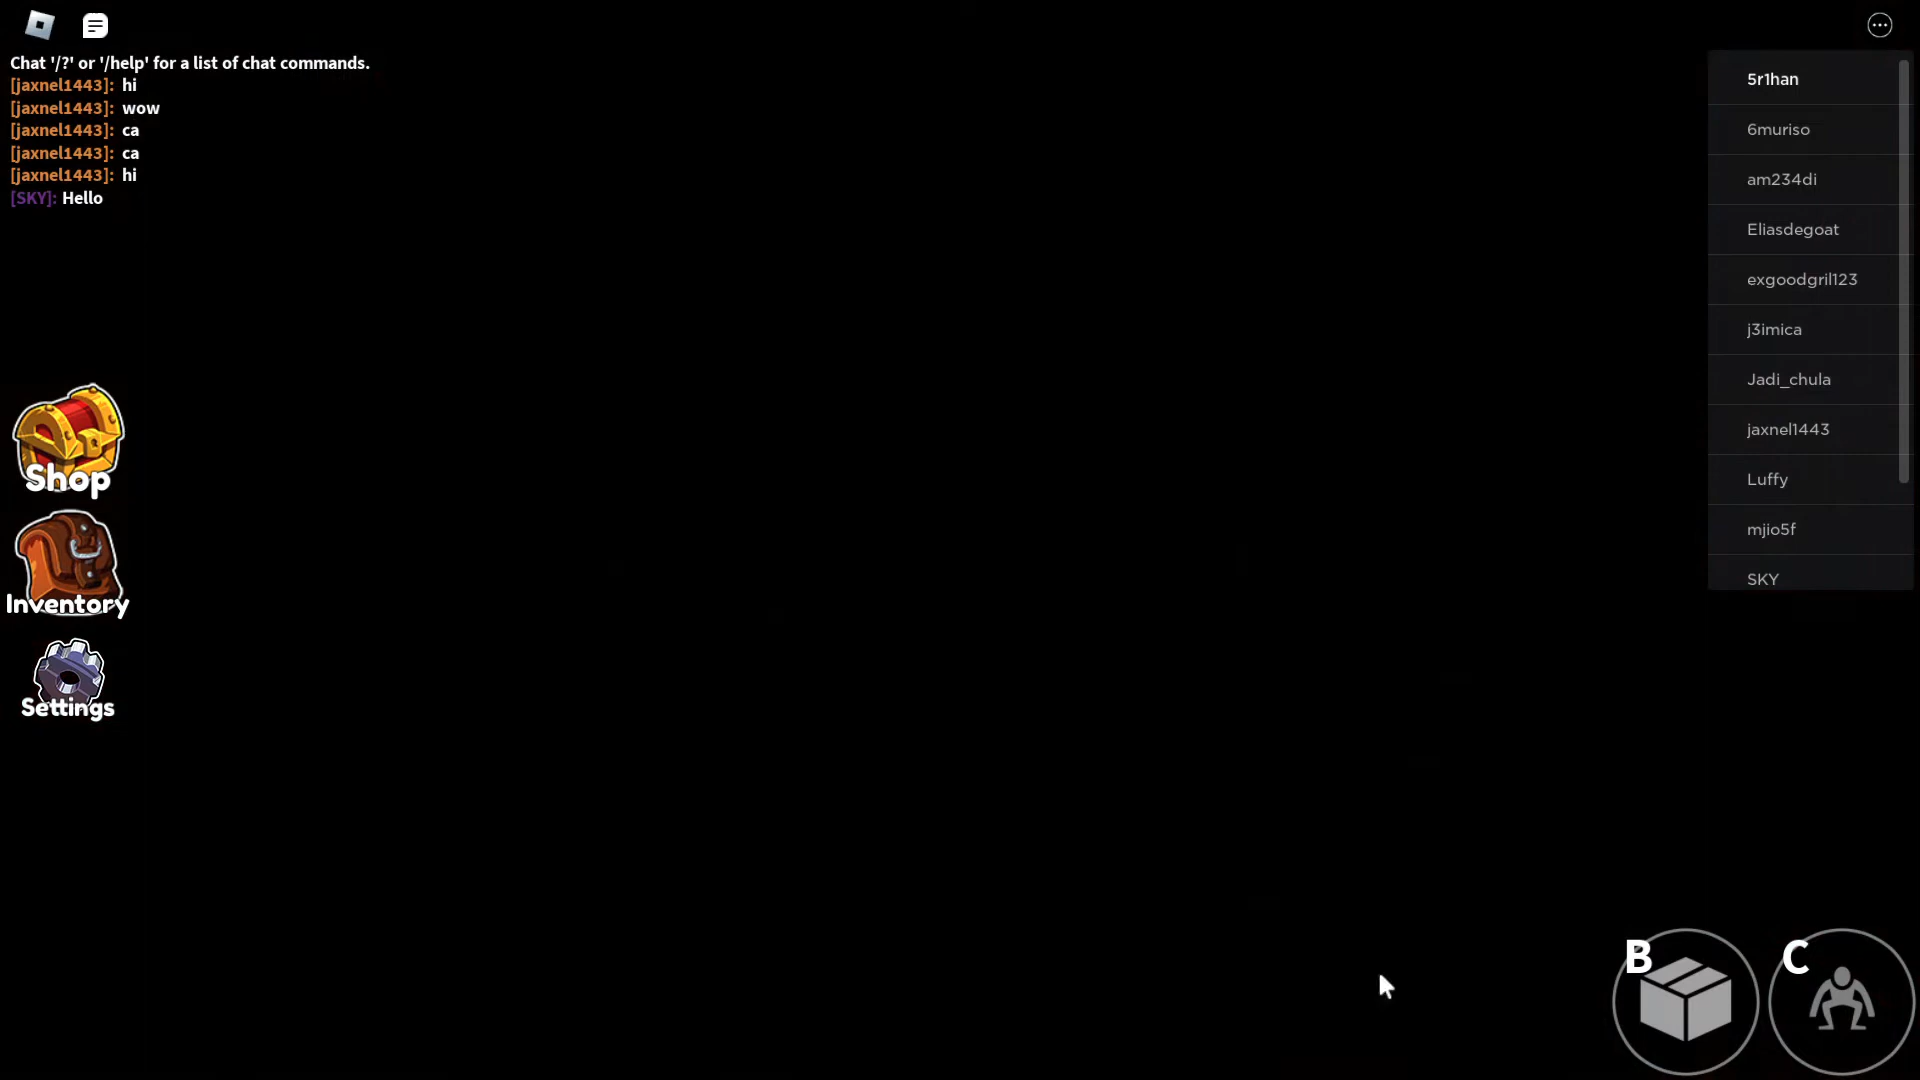 Chat '/?' or '/help' for a list of chat commands.
[jaxnel1443]: hi
[jaxnel1443]: wow
[jaxnel1443]: ca
[jaxnel1443]: ca
[jaxnel1443]: hi
[SKY]: Hello
Shop
Inventory
Settings
5r1han
6muriso
am234di
Eliasdegoat
exgoodgril123
j3imica
Jadi_chula
jaxnel1443
Luffy
mjio5f
SKY
B
C